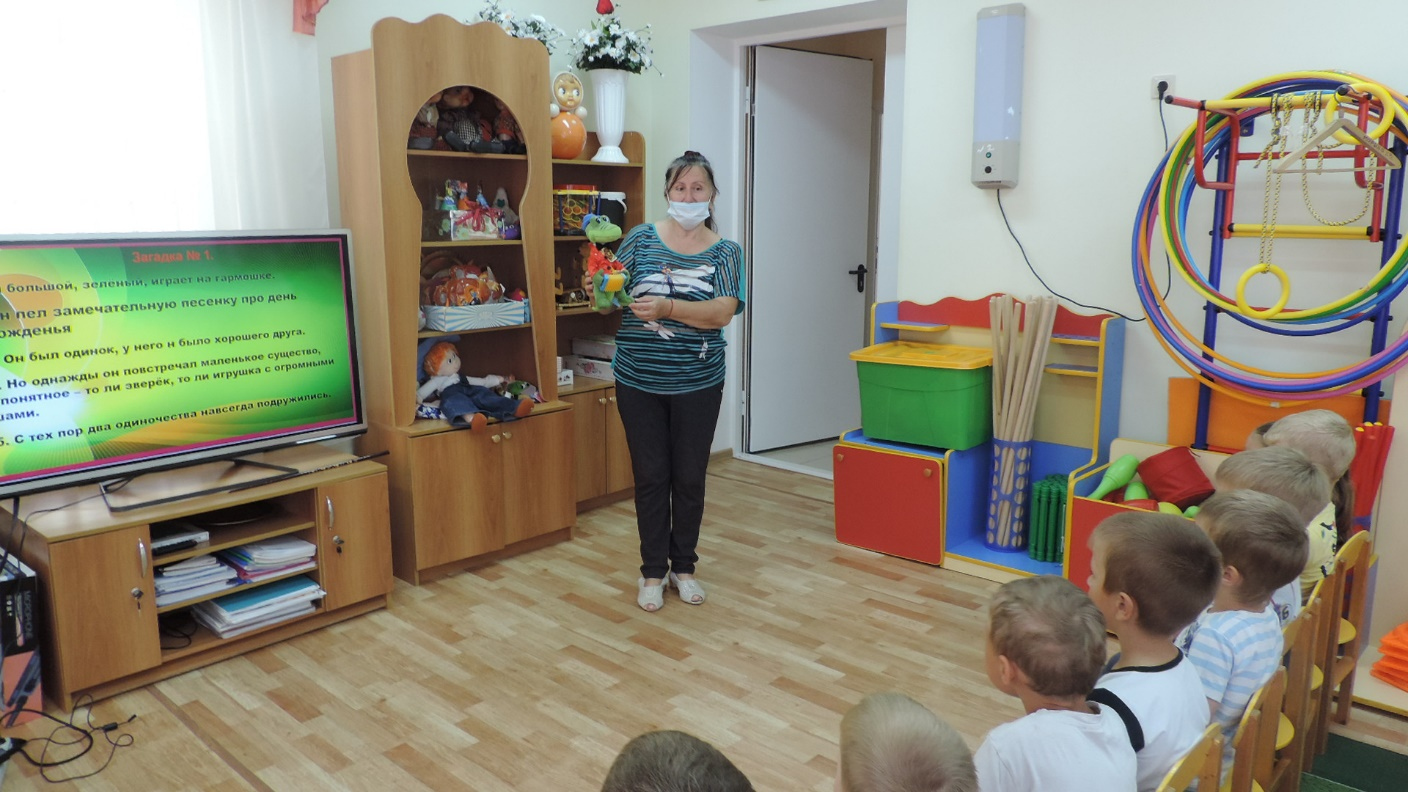 Загадка № 1.
большой, зеленый, играет на гармошке.
н пел замечательную песенку про день
ожденья
Он был одинок, у него н было хорошего друга.
Но однажды он повстречал маленькое существо,
понятное – то ли зверёк, то ли игрушка с огромными
шами.
5. С тех пор два одиночества навсегда подружились.